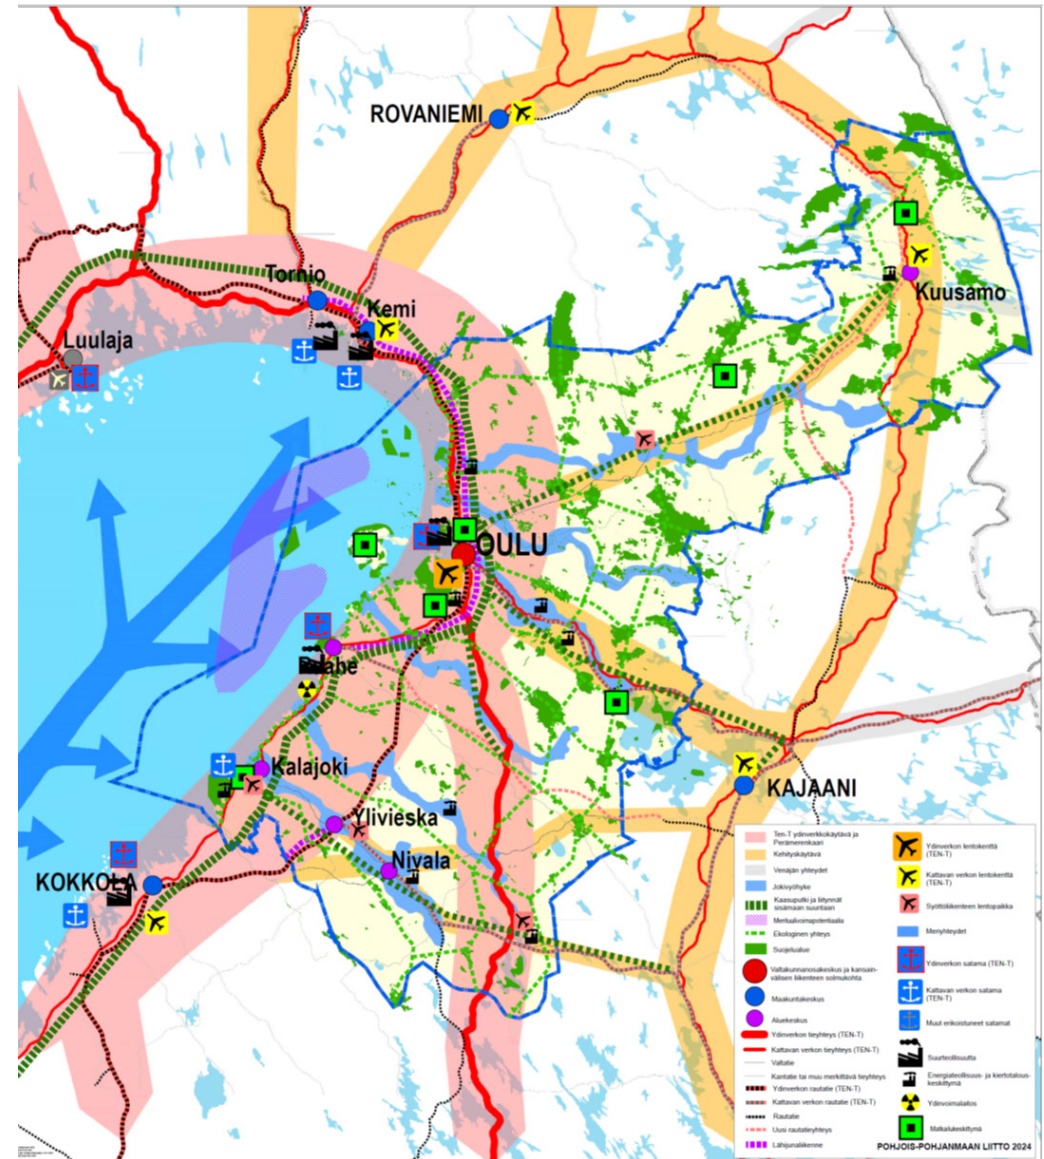 ROVANIEMI
Tornio
Kemi
Kuusamo
Luulaja
OULU
Kalajoki
KAJAANI
Ylivieska
Nivala
KOKKOLA
Ten-T ydinverkkokäytävä ja
Perämerenkaari
Kehityskäytävä
Venäjän yhteydet
Jokivyöhyke
Kaasuputki ja liitynnät
sisämaan suuntaan
Merituulivoimapotentiaalia
Ekologinen yhteys
Suojelualue
Valtakunnanosakeskus ja kansain-
välisen liikenteen solmukohta
Maakuntakeskus
Aluekeskus
Ydinverkon tieyhteys (TEN-T)
Kattavan verkon tieyhteys (TEN-T)
Valtatie
Kantatie tai muu merkittävä tieyhteys
Ydinverkon rautatie (TEN-T)
Kattavan verkon rautatie (TEN-T)
Rautatie
Uusi rautatieyhteys
Lähijunaliikenne
Ydinverkon lentokenttä
(TEN-T)
Kattavan verkon lentokenttä
(TEN-T)
Syöttöliikenteen lentopaikka
Meriyhteydet
Ydinverkon satama (TEN-T)
Kattavan verkon satama
(TEN-T)
Muut erikoistuneet satamat
Suurteollisuutta
Energiateollisuus- ja kiertotalous-
keskittymä
Ydinvoimalaitos
Matkailukeskittymä
POHJOIS-POHJANMAAN LIITTO 2024